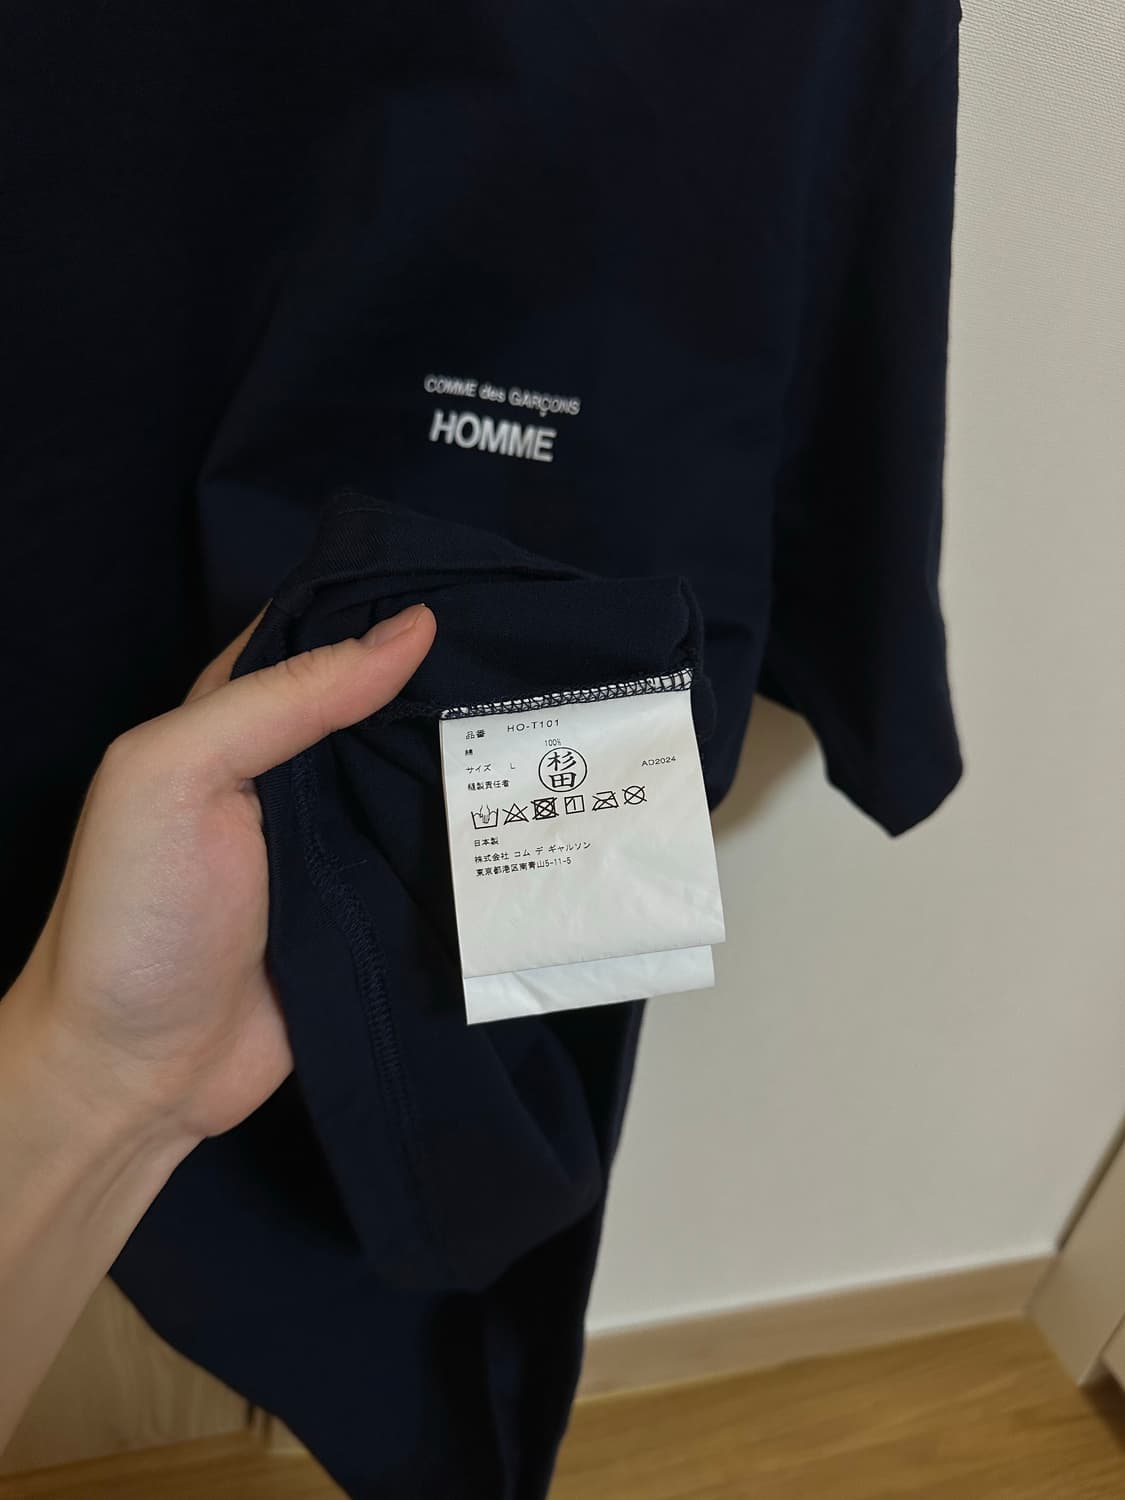 COMME des GARÇONS
HOMME
品番 HO-T101
綿 100%
サイズ L
杉田
AD2024
縫製責任者
日本製
株式会社 コム デ ギャルソン
東京都港区南青山5-11-5